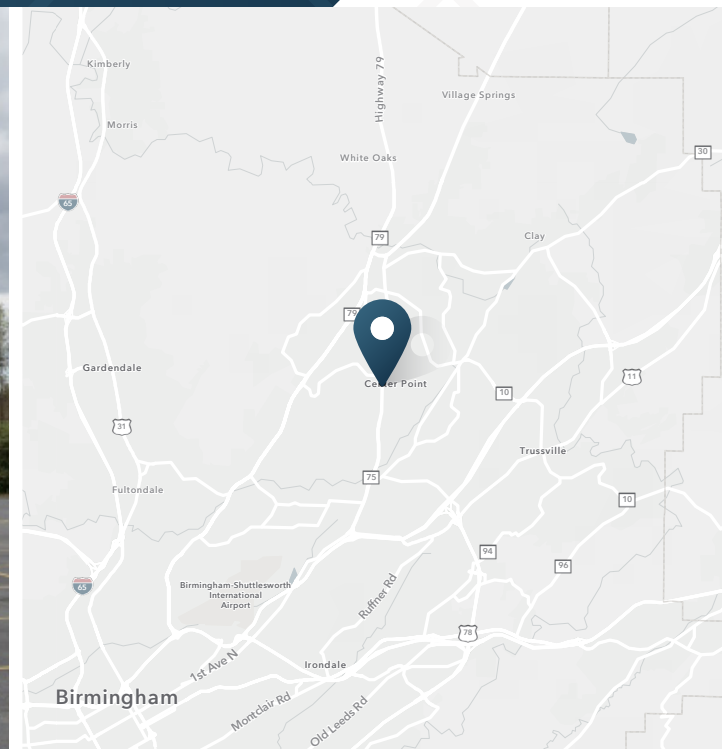 Kimberly
Highway 79
Village Springs
Morris
30
White Oaks
65
79
Clay
79
Gardendale
Center Point
11
10
31
Trussville
75
Fultondale
10
94
96
65
Birmingham-Shuttlesworth
International
Airport
Ruffner Rd
78
1st Ave N
Irondale
Birmingham
Montclair Rd
Old Leeds Rd